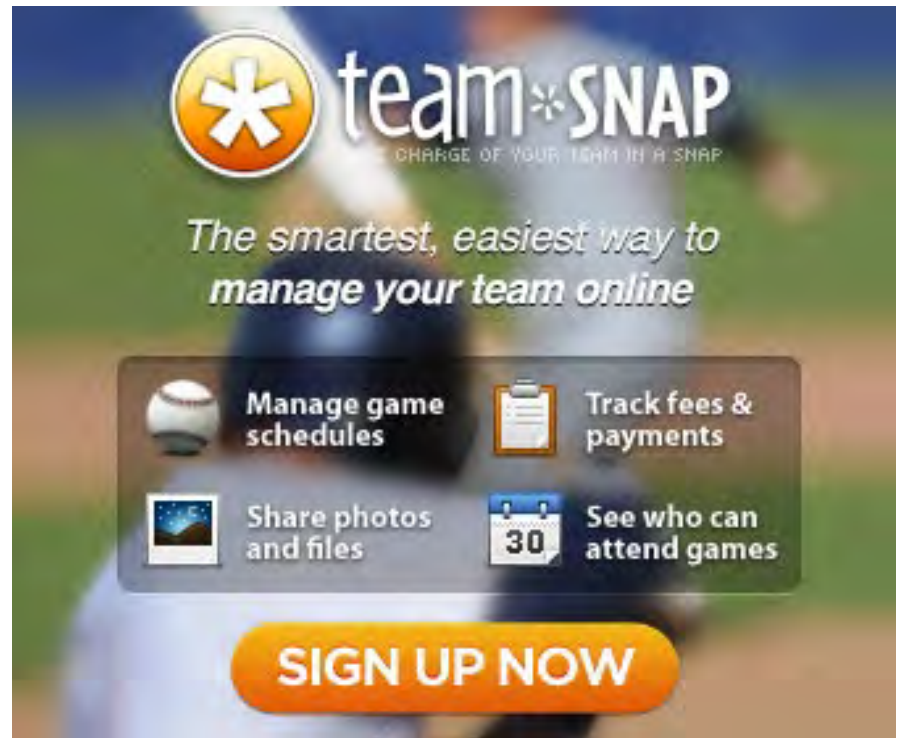 team*SNAP
CHARGE OF YOUR TEAM IN A SNAP
The smartest, easiest way to
manage your team online
Manage game
schedules
Track fees &
payments
Share photos
and files
30
See who can
attend games
SIGN UP NOW